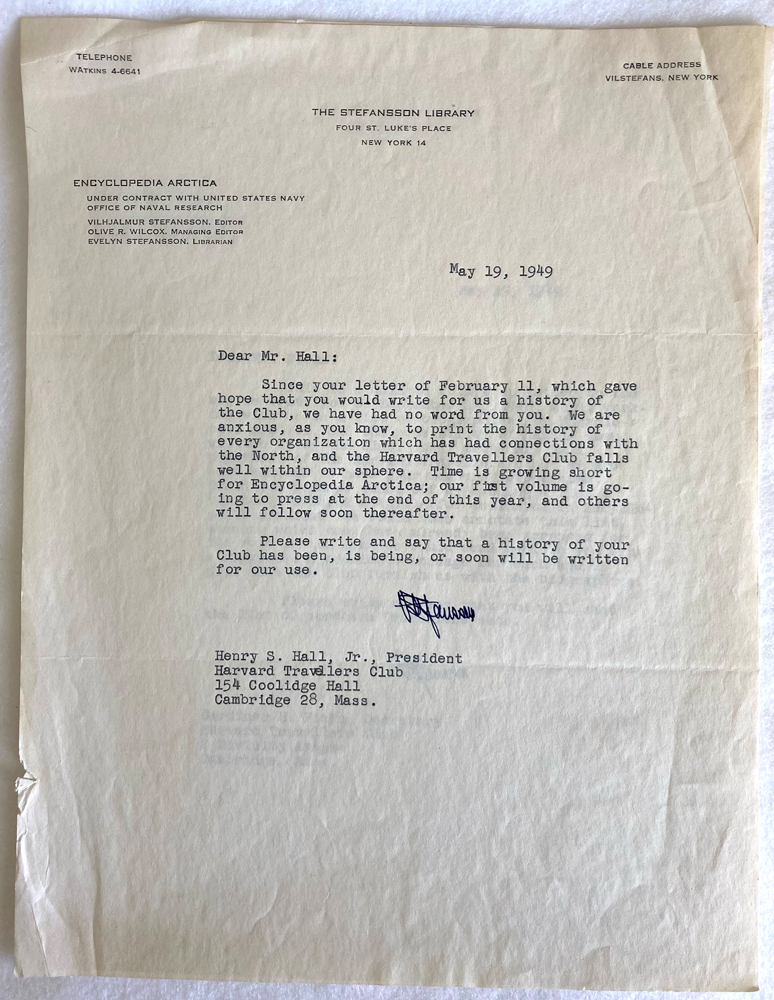 TELEPHONE
WATKINS 4-6641
CABLE ADDRESS
VILSTEFANS, NEW YORK
THE STEFANSSON LIBRARY
FOUR ST. LUKE'S PLACE
NEW YORK 14
ENCYCLOPEDIA ARCTICA
UNDER CONTRACT WITH UNITED STATES NAVY
OFFICE OF NAVAL RESEARCH
VILHJALMUR STEFANSSON, Editor
OLIVE R. WILCOX, Managing Editor
EVELYN STEFANSSON, Librarian
May 19, 1949
Dear Mr. Hall:
Since your letter of February 11, which gave
hope that you would write for us a history of
the Club, we have had no word from you. We are
anxious, as you know, to print the history of
every organization which has had connections with
the North, and the Harvard Travellers Club falls
well within our sphere. Time is growing short
for Encyclopedia Arctica; our first volume is go-
ing to press at the end of this year, and others
will follow soon thereafter.
Please write and say that a history of your
Club has been, is being, or soon will be written
for our use.
Henry S. Hall, Jr., President
Harvard Travellers Club
154 Coolidge Hall
Cambridge 28, Mass.